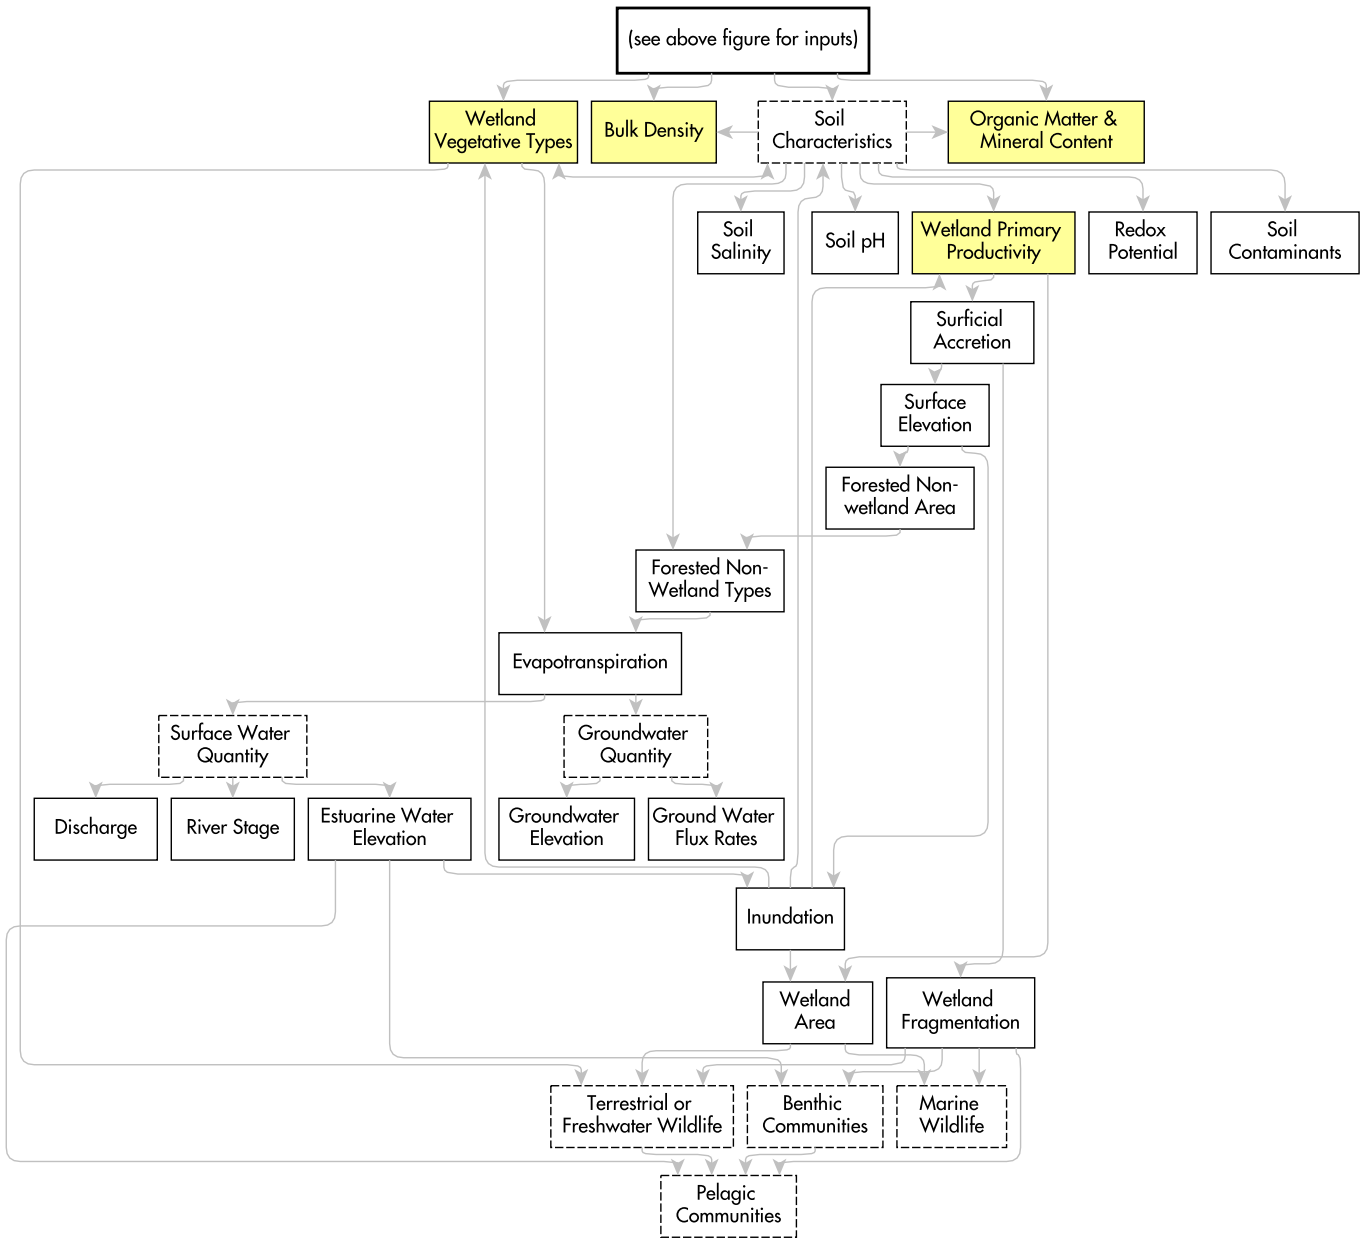 (see above figure for inputs)
Wetland
Vegetative Types
Bulk Density
Soil
Characteristics
Organic Matter &
Mineral Content
Soil
Salinity
Soil pH
Wetland Primary
Productivity
Redox
Potential
Soil
Contaminants
Surficial
Accretion
Surface
Elevation
Forested Non-
wetland Area
Forested Non-
Wetland Types
Evapotranspiration
Surface Water
Quantity
Groundwater
Quantity
Discharge
River Stage
Estuarine Water
Elevation
Groundwater
Elevation
Ground Water
Flux Rates
Inundation
Wetland
Area
Wetland
Fragmentation
Terrestrial or
Freshwater Wildlife
Benthic
Communities
Marine
Wildlife
Pelagic
Communities